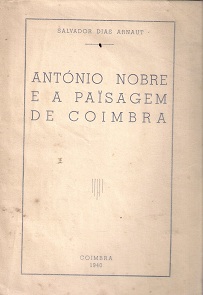 SALVADOR DIAS ARNAUT
ANTÓNIO NOBRE
E A PAÏSAGEM
DE COIMBRA
COIMBRA
1940